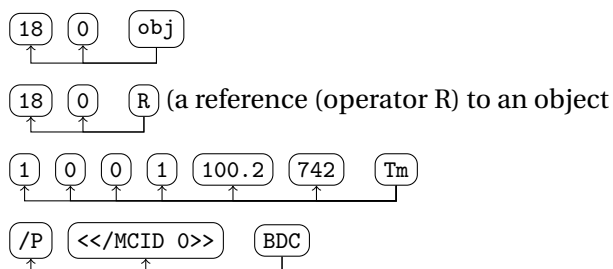 18 0 obj
18 0 R (a reference (operator R) to an object
1 0 0 1 100.2 742 Tm
/P <</MCID 0>> BDC